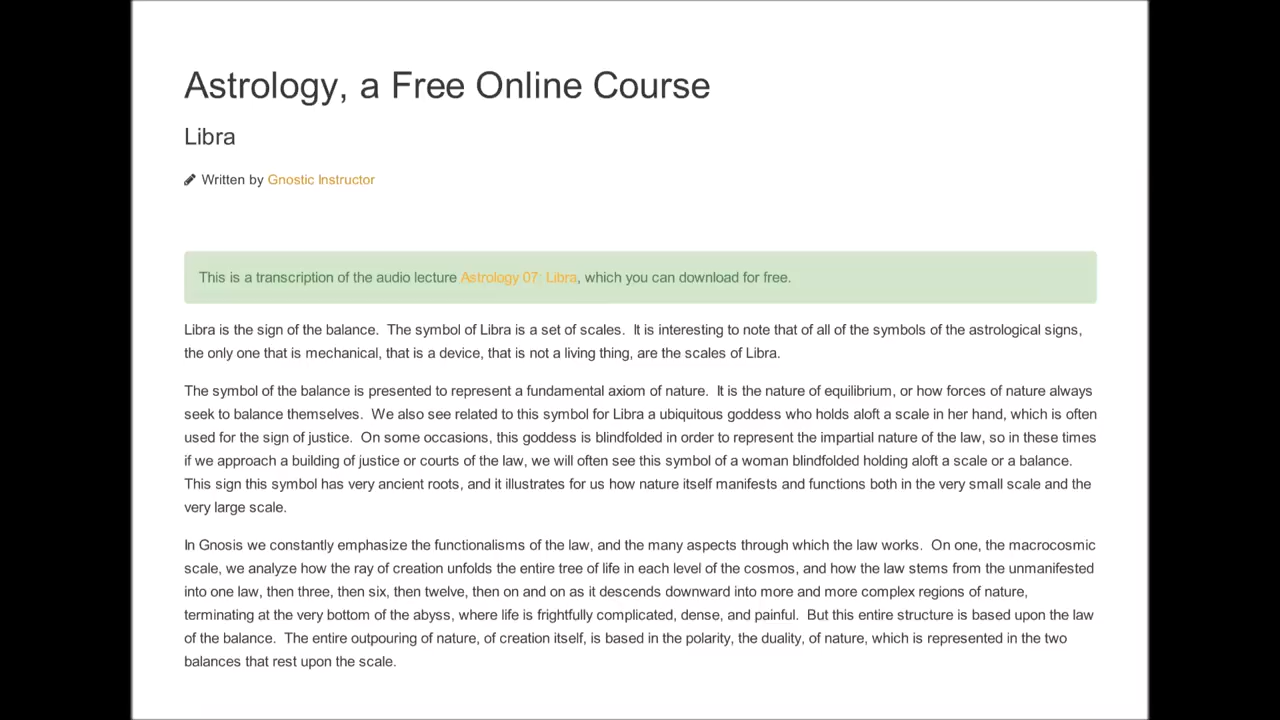 Astrology, a Free Online Course
Libra
Written by Gnostic Instructor
This is a transcription of the audio lecture Astrology 07: Libra, which you can download for free.
Libra is the sign of the balance.  The symbol of Libra is a set of scales.  It is interesting to note that of all of the symbols of the astrological signs,
the only one that is mechanical, that is a device, that is not a living thing, are the scales of Libra.
The symbol of the balance is presented to represent a fundamental axiom of nature.  It is the nature of equilibrium, or how forces of nature always
seek to balance themselves.  We also see related to this symbol for Libra a ubiquitous goddess who holds aloft a scale in her hand, which is often
used for the sign of justice.  On some occasions, this goddess is blindfolded in order to represent the impartial nature of the law, so in these times
if we approach a building of justice or courts of the law, we will often see this symbol of a woman blindfolded holding aloft a scale or a balance.
This sign this symbol has very ancient roots, and it illustrates for us how nature itself manifests and functions both in the very small scale and the
very large scale.
In Gnosis we constantly emphasize the functionalisms of the law, and the many aspects through which the law works.  On one, the macrocosmic
scale, we analyze how the ray of creation unfolds the entire tree of life in each level of the cosmos, and how the law stems from the unmanifested
into one law, then three, then six, then twelve, then on and on as it descends downward into more and more complex regions of nature,
terminating at the very bottom of the abyss, where life is frightfully complicated, dense, and painful.  But this entire structure is based upon the law
of the balance.  The entire outpouring of nature, of creation itself, is based in the polarity, the duality, of nature, which is represented in the two
balances that rest upon the scale.